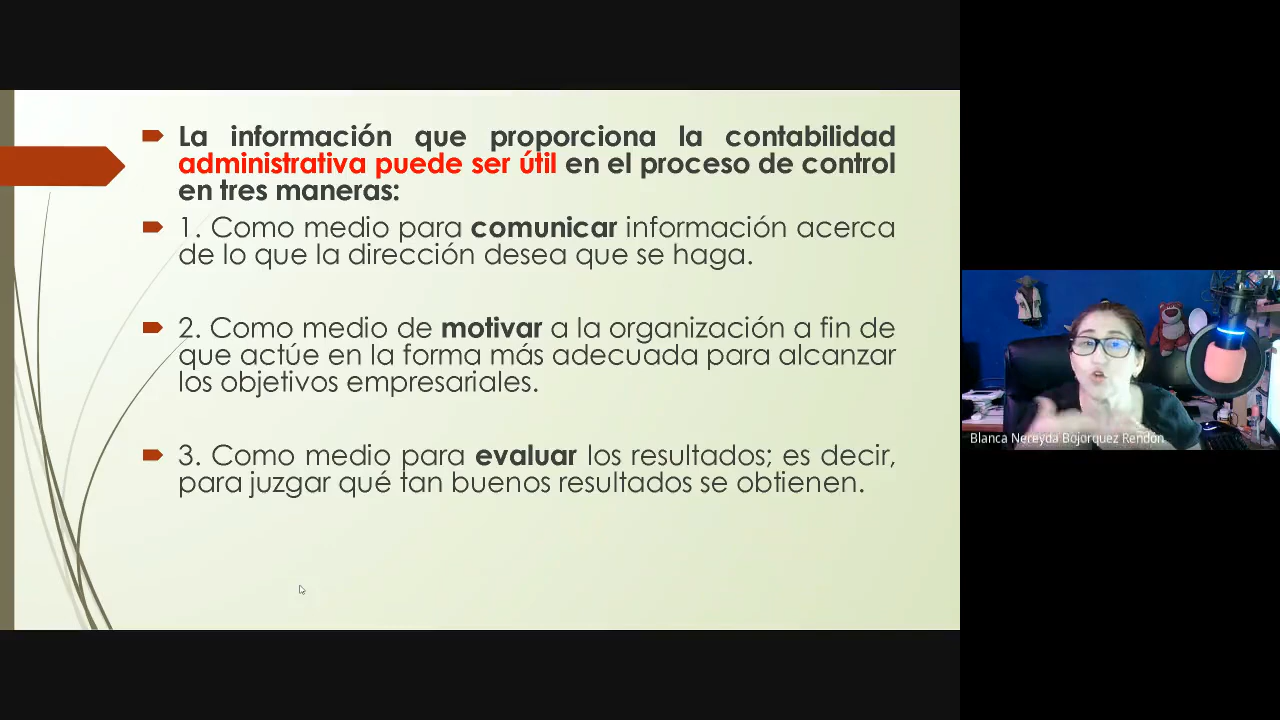 La información que proporciona la contabilidad
administrativa puede ser útil en el proceso de control
en tres maneras:
1. Como medio para comunicar información acerca
de lo que la dirección desea que se haga.
2. Como medio de motivar a la organización a fin de
que actúe en la forma más adecuada para alcanzar
los objetivos empresariales.
3. Como medio para evaluar los resultados; es decir,
para juzgar qué tan buenos resultados se obtienen.
Blanca Nereyda Bojorquez Rendon